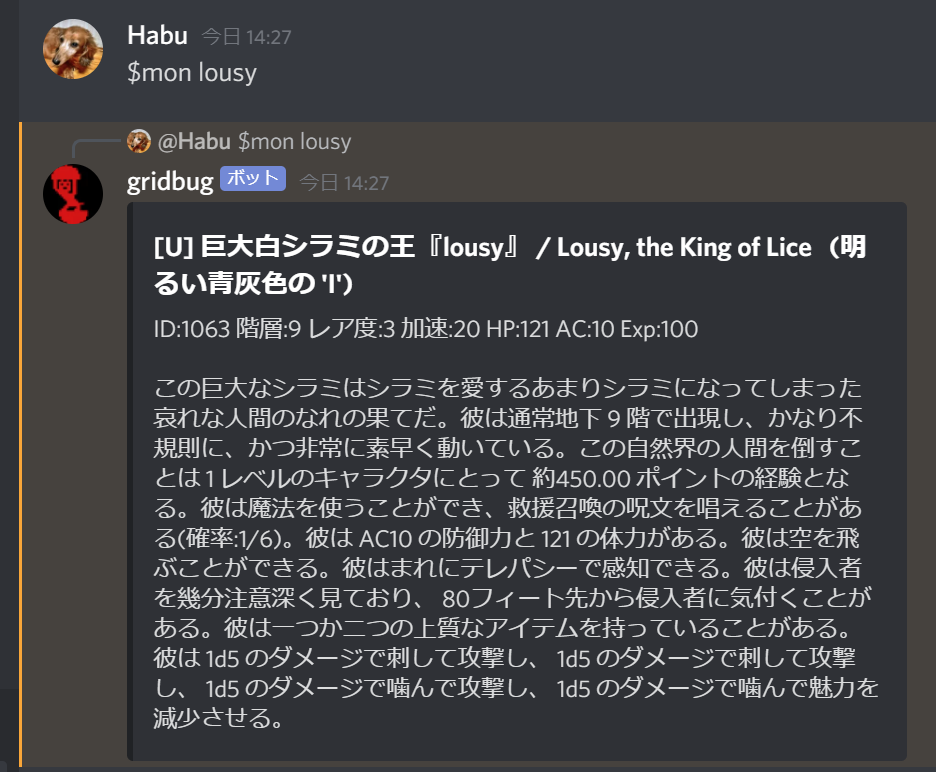 Habu 今日 14:27
$mon lousy
@Habu $mon lousy
gridbug ボット 今日 14:27
[U] 巨大白シラミの王『lousy』 / Lousy, the King of Lice（明
るい青灰色の 'I'）
ID:1063 階層:9 レア度:3 加速:20 HP:121 AC:10 Exp:100
この巨大なシラミはシラミを愛するあまりシラミになってしまった
哀れな人間のなれの果てだ。彼は通常地下 9 階で出現し、かなり不
規則に、かつ非常に素早く動いている。この自然界の人間を倒すこ
とは 1 レベルのキャラクタにとって 約450.00 ポイントの経験とな
る。彼は魔法を使うことができ、救援召喚の呪文を唱えることがあ
る(確率:1/6)。彼は AC10 の防御力と 121 の体力がある。彼は空を飛
ぶことができる。彼はまれにテレパシーで感知できる。彼は侵入者
を幾分注意深く見ており、 80フィート先から侵入者に気付くことが
ある。彼は一つか二つの上質なアイテムを持っていることがある。
彼は 1d5 のダメージで刺して攻撃し、 1d5 のダメージで刺して攻撃
し、 1d5 のダメージで噛んで攻撃し、 1d5 のダメージで噛んで魅力を
減少させる。